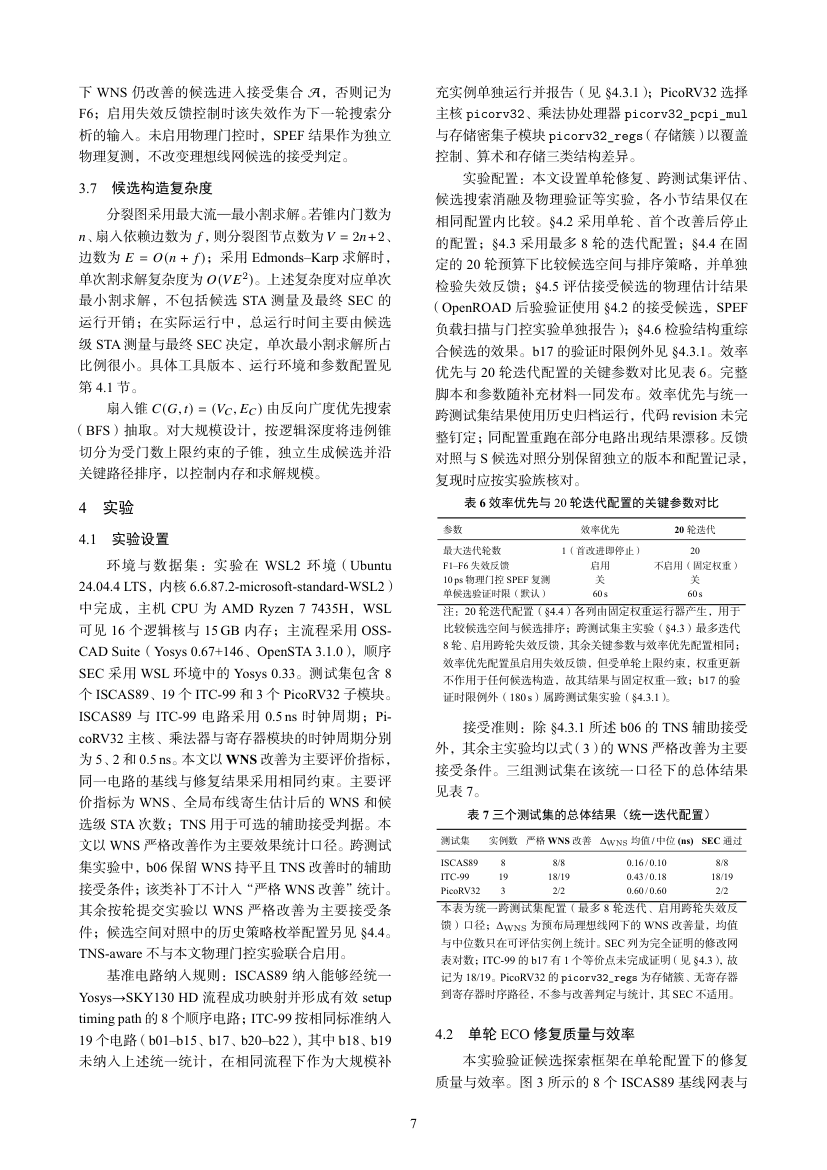 下 WNS 仍改善的候选进入接受集合 𝒜，否则记为
F6；启用失效反馈控制时该失效作为下一轮搜索分
析的输入。未启用物理门控时，SPEF 结果作为独立
物理复测，不改变理想线网候选的接受判定。
3.7 候选构造复杂度
分裂图采用最大流—最小割求解。若锥内门数为
n、扇入依赖边数为 f，则分裂图节点数为 V = 2n+2、
边数为 E = O(n + f)；采用 Edmonds–Karp 求解时，
单次割求解复杂度为 O(VE²)。上述复杂度对应单次
最小割求解，不包括候选 STA 测量及最终 SEC 的
运行开销；在实际运行中，总运行时间主要由候选
级 STA 测量与最终 SEC 决定，单次最小割求解所占
比例很小。具体工具版本、运行环境和参数配置见
第 4.1 节。
扇入锥 C(G, t) = (V_C, E_C) 由反向广度优先搜索
（BFS）抽取。对大规模设计，按逻辑深度将违例锥
切分为受门数上限约束的子锥，独立生成候选并沿
关键路径排序，以控制内存和求解规模。
4 实验
4.1 实验设置
环境与数据集：实验在 WSL2 环境（Ubuntu
24.04.4 LTS，内核 6.6.87.2-microsoft-standard-WSL2）
中完成，主机 CPU 为 AMD Ryzen 7 7435H，WSL
可见 16 个逻辑核与 15 GB 内存；主流程采用 OSS-
CAD Suite（Yosys 0.67+146、OpenSTA 3.1.0），顺序
SEC 采用 WSL 环境中的 Yosys 0.33。测试集包含 8
个 ISCAS89、19 个 ITC-99 和 3 个 PicoRV32 子模块。
ISCAS89 与 ITC-99 电路采用 0.5 ns 时钟周期；Pi-
coRV32 主核、乘法器与寄存器模块的时钟周期分别
为 5、2 和 0.5 ns。本文以 WNS 改善为主要评价指标，
同一电路的基线与修复结果采用相同约束。主要评
价指标为 WNS、全局布线寄生估计后的 WNS 和候
选级 STA 次数；TNS 用于可选的辅助接受判据。本
文以 WNS 严格改善作为主要效果统计口径。跨测试
集实验中，b06 保留 WNS 持平且 TNS 改善时的辅助
接受条件；该类补丁不计入“严格 WNS 改善”统计。
其余按轮提交实验以 WNS 严格改善为主要接受条
件；候选空间对照中的历史策略枚举配置另见 §4.4。
TNS-aware 不与本文物理门控实验联合启用。
基准电路纳入规则：ISCAS89 纳入能够经统一
Yosys→SKY130 HD 流程成功映射并形成有效 setup
timing path 的 8 个顺序电路；ITC-99 按相同标准纳入
19 个电路（b01–b15、b17、b20–b22），其中 b18、b19
未纳入上述统一统计，在相同流程下作为大规模补
充实例单独运行并报告（见 §4.3.1）；PicoRV32 选择
主核 picorv32、乘法协处理器 picorv32_pcpi_mul
与存储密集子模块 picorv32_regs（存储簇）以覆盖
控制、算术和存储三类结构差异。
实验配置：本文设置单轮修复、跨测试集评估、
候选搜索消融及物理验证等实验，各小节结果仅在
相同配置内比较。§4.2 采用单轮、首个改善后停止
的配置；§4.3 采用最多 8 轮的迭代配置；§4.4 在固
定的 20 轮预算下比较候选空间与排序策略，并单独
检验失效反馈；§4.5 评估接受候选的物理估计结果
（OpenROAD 后验验证使用 §4.2 的接受候选，SPEF
负载扫描与门控实验单独报告）；§4.6 检验结构重综
合候选的效果。b17 的验证时限例外见 §4.3.1。效率
优先与 20 轮迭代配置的关键参数对比见表 6。完整
脚本和参数随补充材料一同发布。效率优先与统一
跨测试集结果使用历史归档运行，代码 revision 未完
整钉定；同配置重跑在部分电路出现结果漂移。反馈
对照与 S 候选对照分别保留独立的版本和配置记录，
复现时应按实验族核对。
表 6 效率优先与 20 轮迭代配置的关键参数对比
参数 效率优先 20 轮迭代
最大迭代轮数 1（首改进即停止） 20
F1–F6 失效反馈 启用 不启用（固定权重）
10 ps 物理门控 SPEF 复测 关 关
单候选验证时限（默认） 60 s 60 s
注：20 轮迭代配置（§4.4）各列由固定权重运行器产生，用于
比较候选空间与候选排序；跨测试集主实验（§4.3）最多迭代
8 轮、启用跨轮失效反馈，其余关键参数与效率优先配置相同；
效率优先配置虽启用失效反馈，但受单轮上限约束，权重更新
不作用于任何候选构造，故其结果与固定权重一致；b17 的验
证时限例外（180 s）属跨测试集实验（§4.3.1）。
接受准则：除 §4.3.1 所述 b06 的 TNS 辅助接受
外，其余主实验均以式（3）的 WNS 严格改善为主要
接受条件。三组测试集在该统一口径下的总体结果
见表 7。
表 7 三个测试集的总体结果（统一迭代配置）
测试集 实例数 严格 WNS 改善 Δ_WNS 均值 / 中位 (ns) SEC 通过
ISCAS89 8 8/8 0.16 / 0.10 8/8
ITC-99 19 18/19 0.43 / 0.18 18/19
PicoRV32 3 2/2 0.60 / 0.60 2/2
本表为统一跨测试集配置（最多 8 轮迭代、启用跨轮失效反
馈）口径；Δ_WNS 为预布局理想线网下的 WNS 改善量，均值
与中位数只在可评估实例上统计。SEC 列为完全证明的修改网
表对数；ITC-99 的 b17 有 1 个等价点未完成证明（见 §4.3），故
记为 18/19。PicoRV32 的 picorv32_regs 为存储簇、无寄存器
到寄存器时序路径，不参与改善判定与统计，其 SEC 不适用。
4.2 单轮 ECO 修复质量与效率
本实验验证候选探索框架在单轮配置下的修复
质量与效率。图 3 所示的 8 个 ISCAS89 基线网表与
7